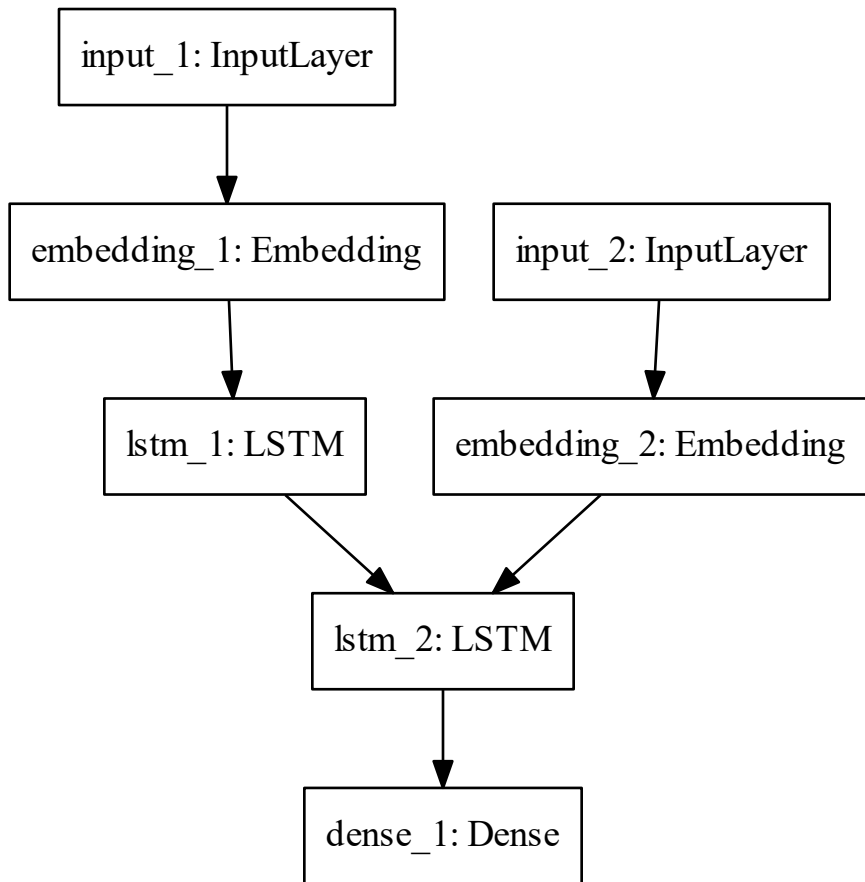 input_1: InputLayer
embedding_1: Embedding
input_2: InputLayer
lstm_1: LSTM
embedding_2: Embedding
lstm_2: LSTM
dense_1: Dense